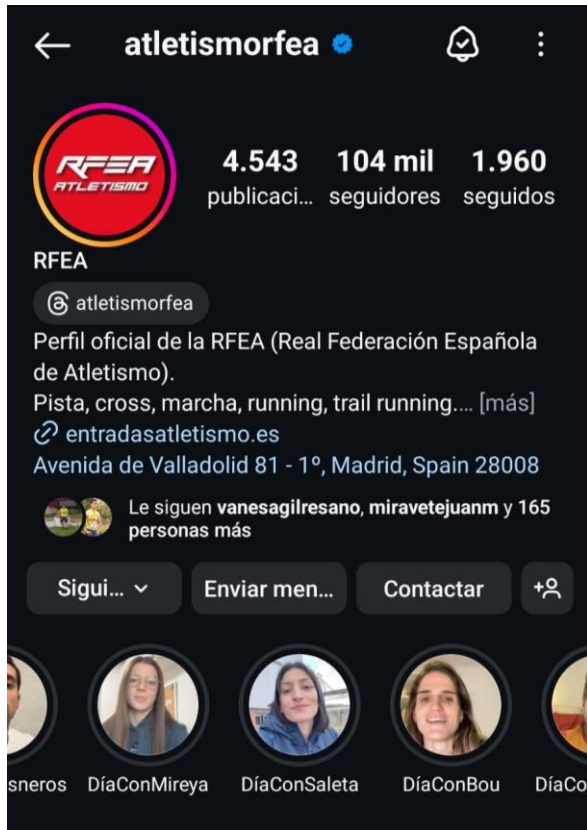 atletismorfea
RFEA
ATLETISMO
4.543 104 mil 1.960
publicaci... seguidores seguidos
RFEA
atletismorfea
Perfil oficial de la RFEA (Real Federación Española
de Atletismo).
Pista, cross, marcha, running, trail running.... [más]
entradasatletismo.es
Avenida de Valladolid 81 - 1º, Madrid, Spain 28008
Le siguen vanesagilresano, miravetejuanm y 165
personas más
Sigui... Enviar men... Contactar
sneros DíaConMireya DíaConSaleta DíaConBou DíaCo